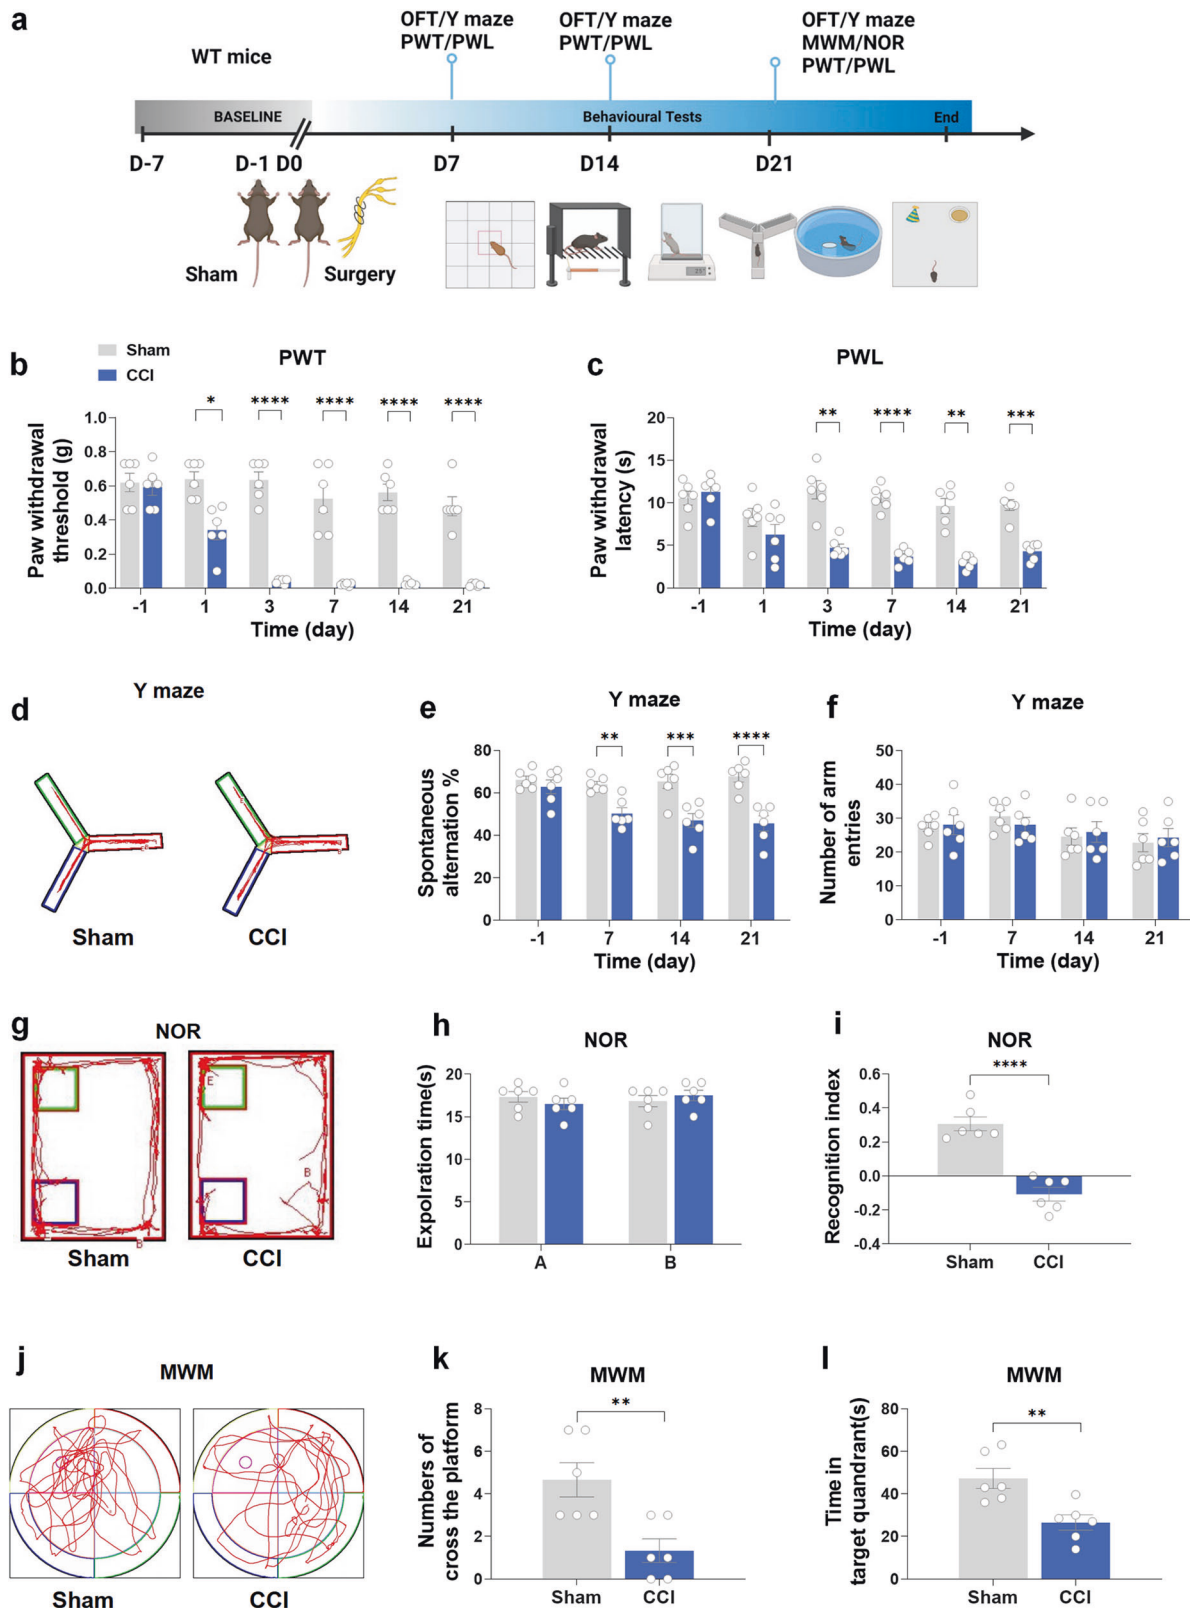 a
WT mice
OFT/Y maze
PWT/PWL
OFT/Y maze
PWT/PWL
OFT/Y maze
MWM/NOR
PWT/PWL
BASELINE
Behavioural Tests
End
D-7
D-1 D0
D7
D14
D21
Sham
Surgery
b
Sham
CCI
PWT
Paw withdrawal
threshold (g)
1.0
0.8
0.6
0.4
0.2
0.0
*
****
****
****
****
-1
1
3
7
14
21
Time (day)
c
PWL
Paw withdrawal
latency (s)
20
15
10
5
0
**
****
**
***
-1
1
3
7
14
21
Time (day)
d
Y maze
Sham
CCI
e
Y maze
Spontaneous
alternation %
80
60
40
20
0
**
***
****
-1
7
14
21
Time (day)
f
Y maze
Number of arm
entries
50
40
30
20
10
0
-1
7
14
21
Time (day)
g
NOR
E
B
Sham
E
B
CCI
h
NOR
Expolration time(s)
20
15
10
5
0
A
B
i
NOR
Recognition index
0.6
0.4
0.2
0.0
-0.2
-0.4
****
Sham
CCI
j
MWM
Sham
CCI
k
MWM
Numbers of
cross the platform
8
6
4
2
0
**
Sham
CCI
l
MWM
Time in
target quandrant(s)
80
60
40
20
0
**
Sham
CCI